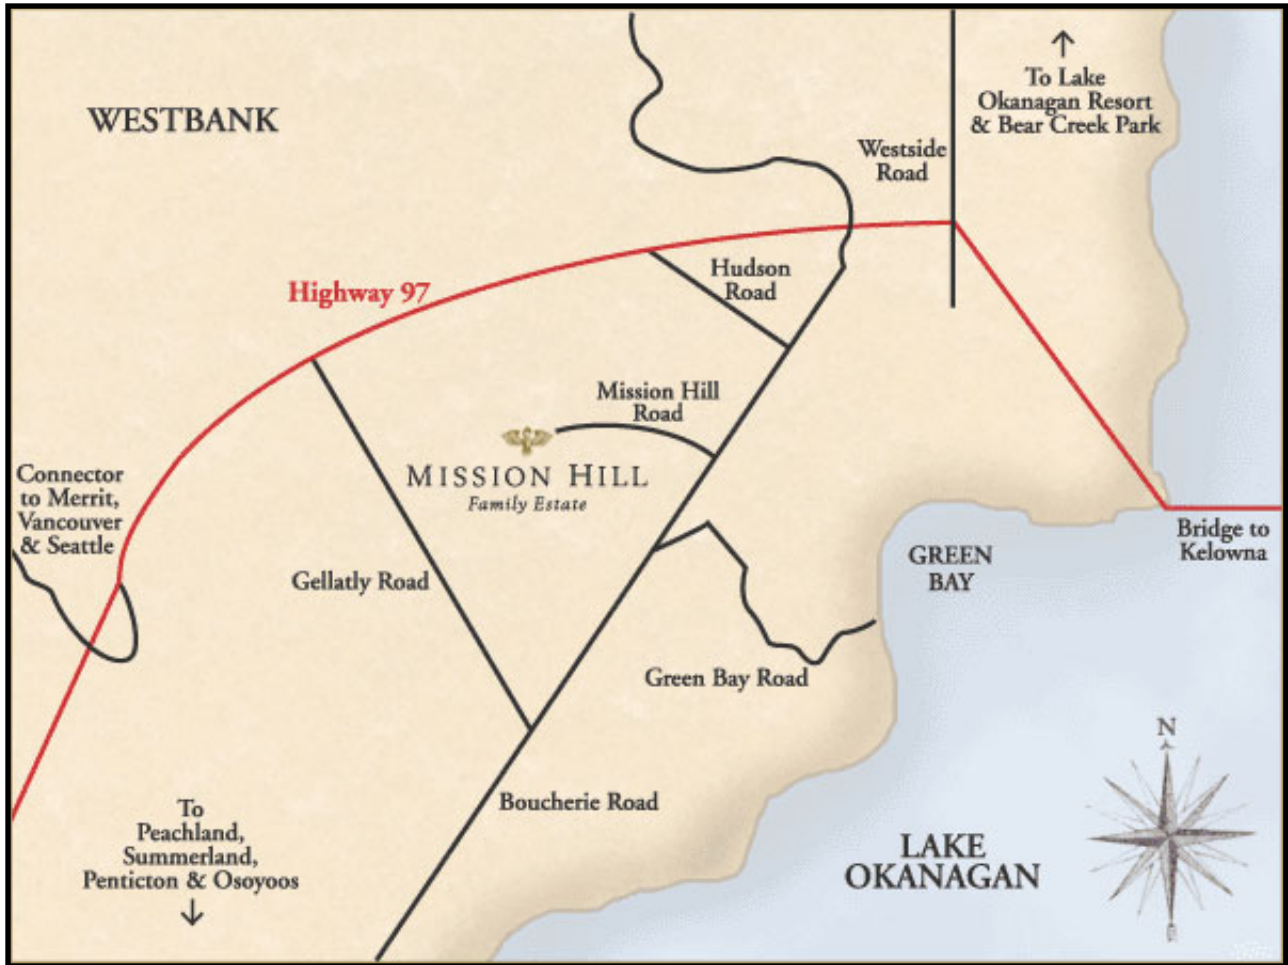 WESTBANK
To Lake
Okanagan Resort
& Bear Creek Park
Westside
Road
Hudson
Road
Highway 97
Mission Hill
Road
MISSION HILL
Family Estate
Connector
to Merrit,
Vancouver
& Seattle
Bridge to
Kelowna
GREEN
BAY
Gellatly Road
Green Bay Road
N
Boucherie Road
To
Peachland,
Summerland,
Penticton & Osoyoos
LAKE
OKANAGAN